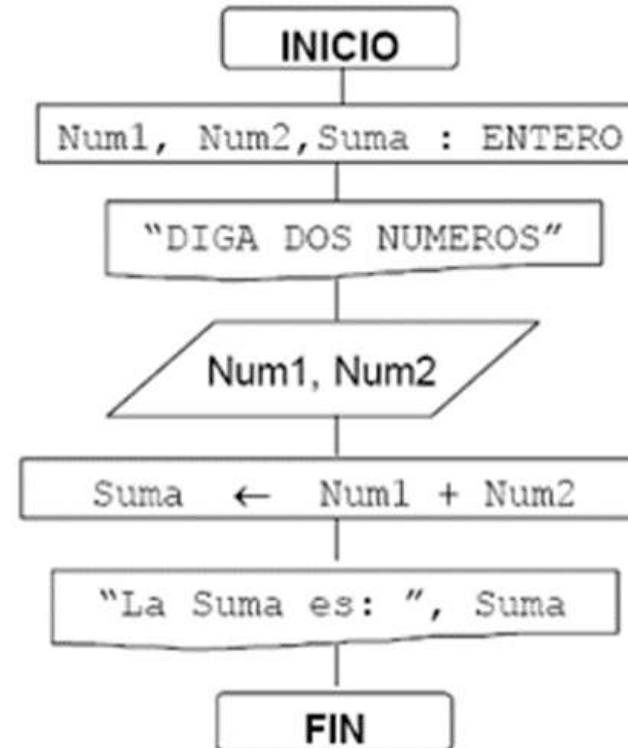 INICIO
Num1, Num2,Suma : ENTERO
“DIGA DOS NUMEROS”
Num1, Num2
Suma ← Num1 + Num2
“La Suma es: ”, Suma
FIN